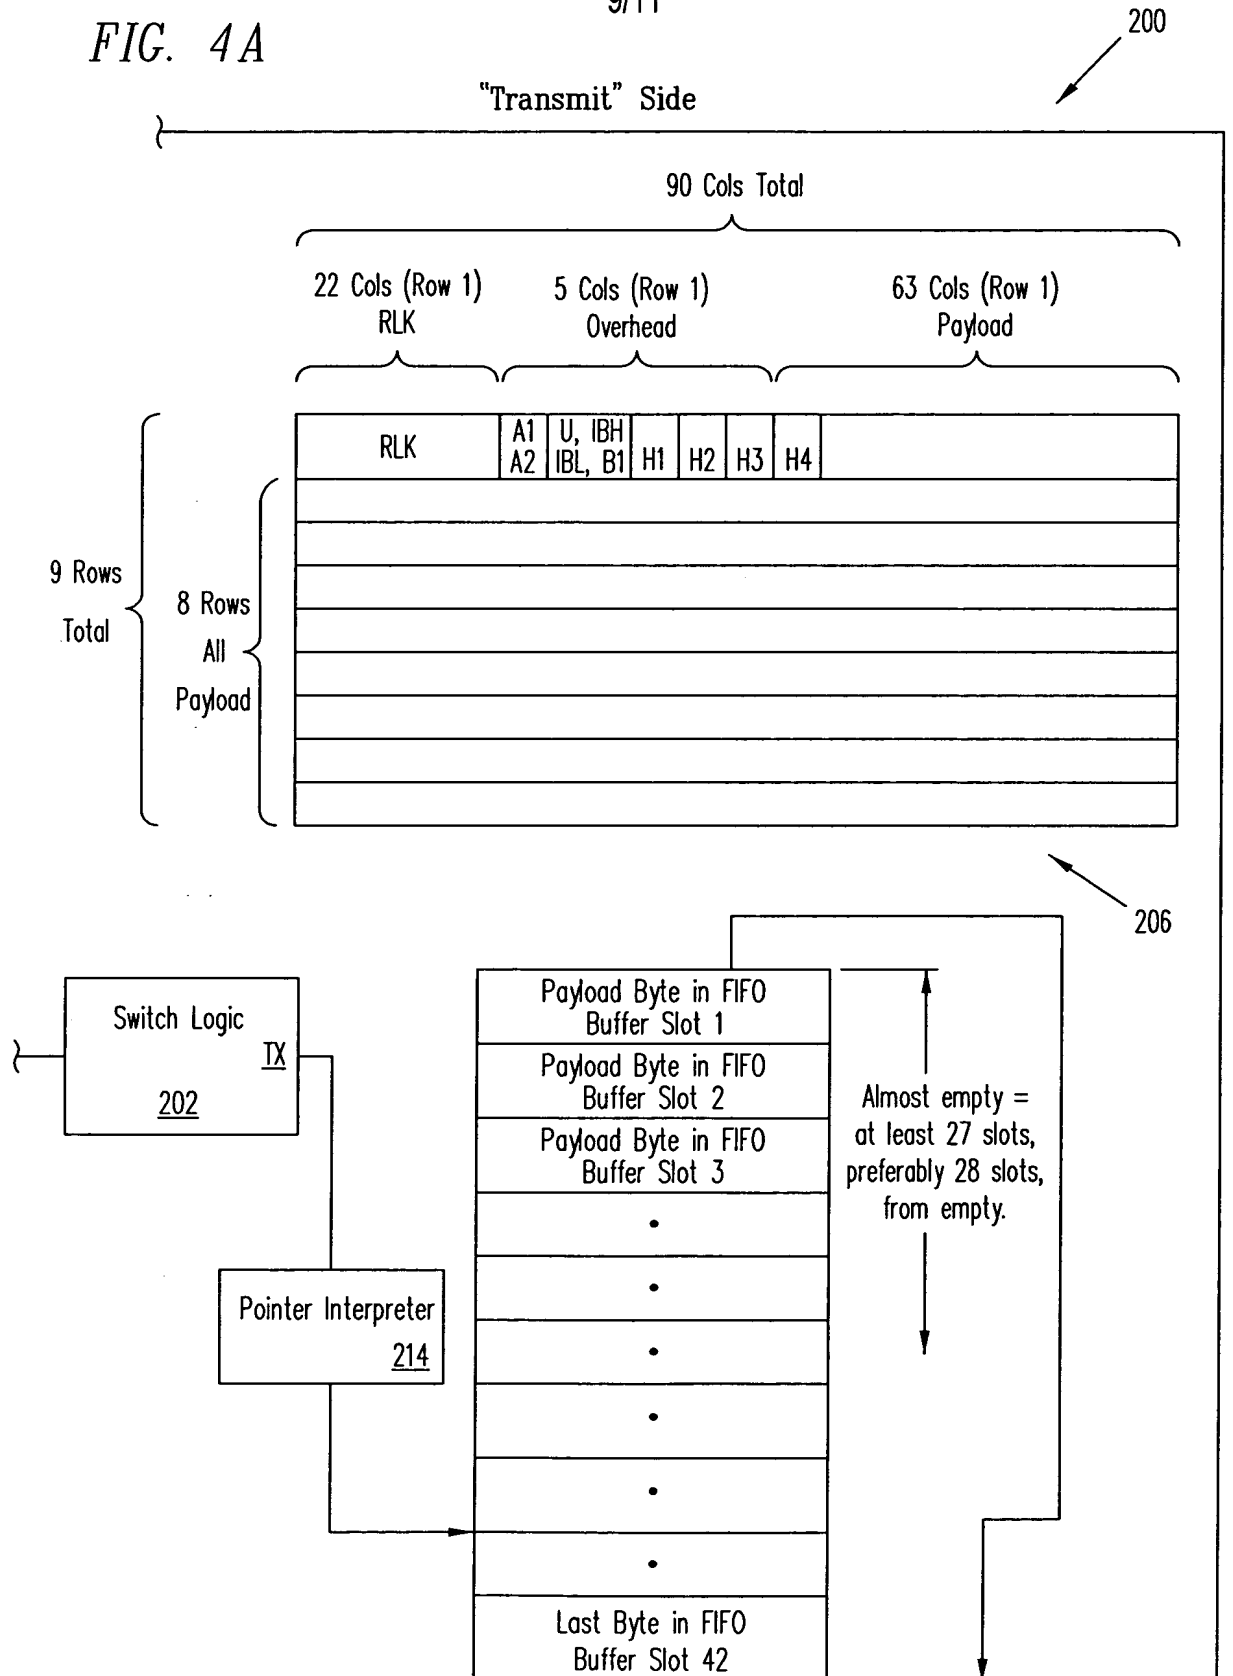 9/11
FIG. 4A
200
"Transmit" Side
90 Cols Total
22 Cols (Row 1)
RLK
5 Cols (Row 1)
Overhead
63 Cols (Row 1)
Payload
RLK
A1
A2
U, IBH
IBL, B1
H1
H2
H3
H4
9 Rows
Total
8 Rows
All
Payload
206
Switch Logic
TX
202
Payload Byte in FIFO
Buffer Slot 1
Payload Byte in FIFO
Buffer Slot 2
Payload Byte in FIFO
Buffer Slot 3
Almost empty =
at least 27 slots,
preferably 28 slots,
from empty.
Pointer Interpreter
214
Last Byte in FIFO
Buffer Slot 42